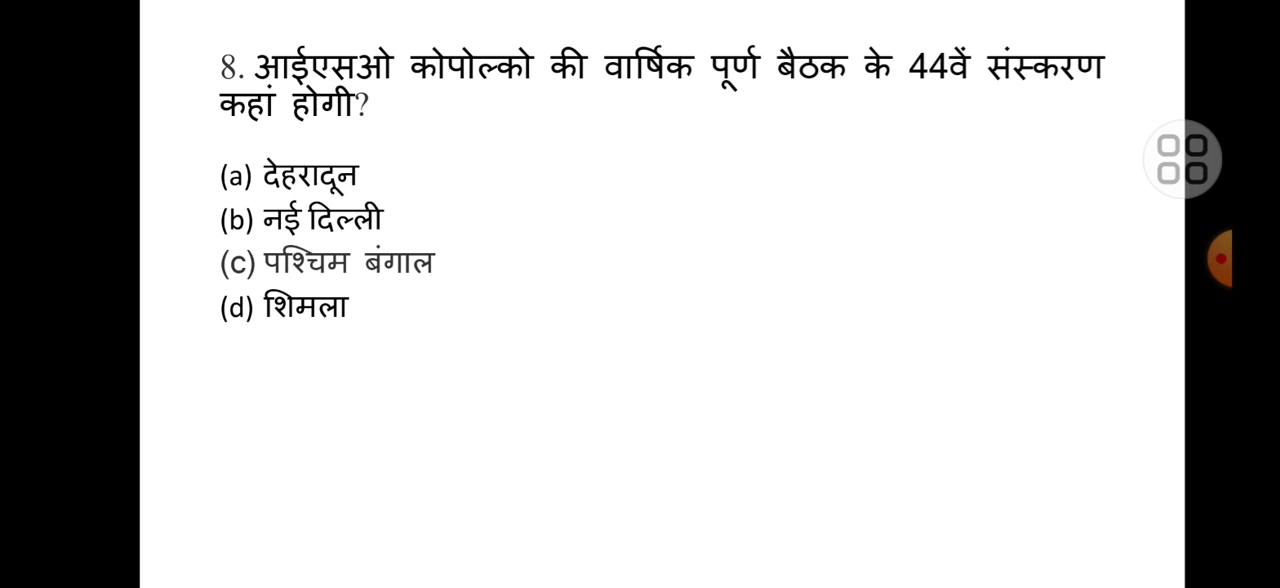 8. आईएसओ कोपोल्को की वार्षिक पूर्ण बैठक के 44वें संस्करण
कहां होगी?
(a) देहरादून
(b) नई दिल्ली
(c) पश्चिम बंगाल
(d) शिमला